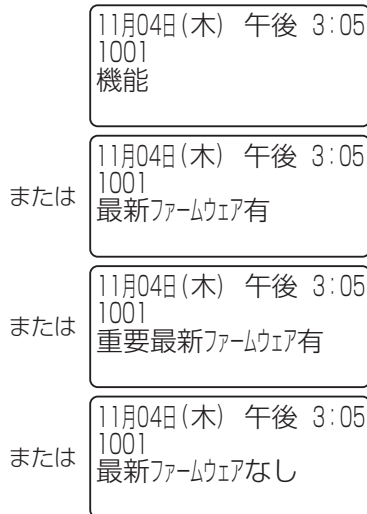 11月04日(木) 午後 3:05
1001
機能
または
11月04日(木) 午後 3:05
1001
最新ファームウェア有
または
11月04日(木) 午後 3:05
1001
重要最新ファームウェア有
または
11月04日(木) 午後 3:05
1001
最新ファームウェアなし